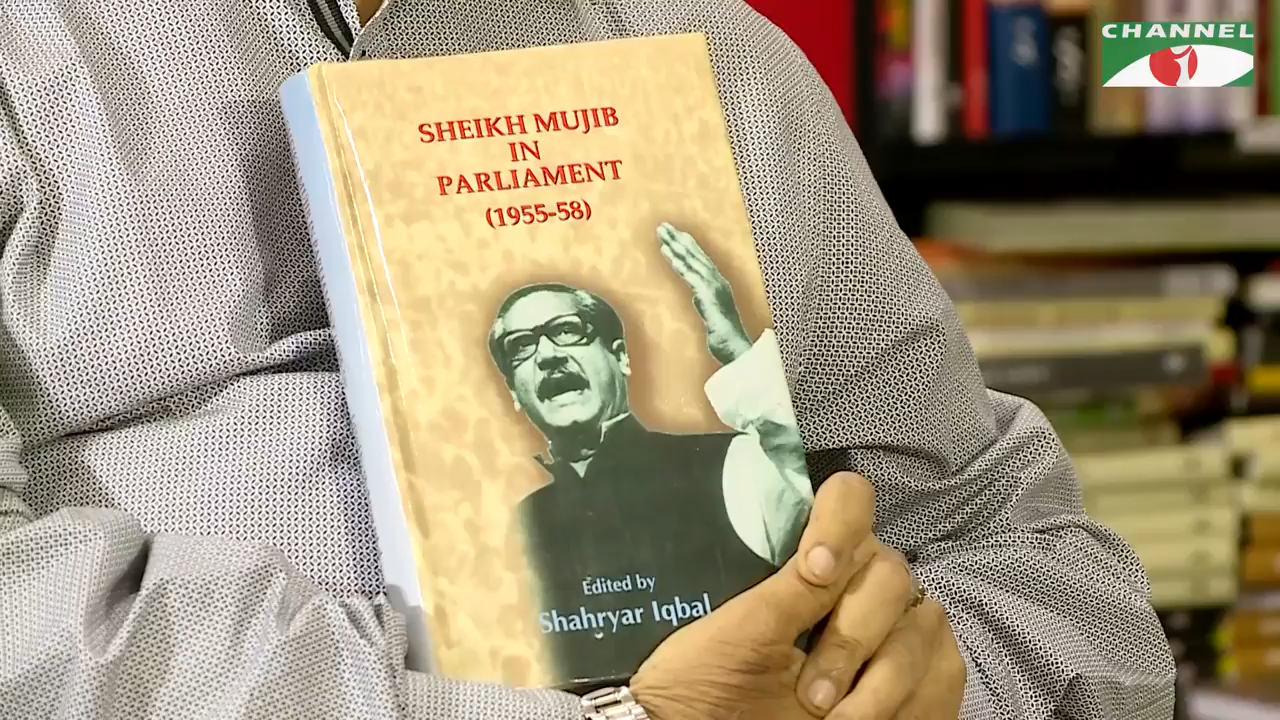 CHANNEL
SHEIKH MUJIB
IN
PARLIAMENT
(1955-58)
Edited by
Shahryar Iqbal